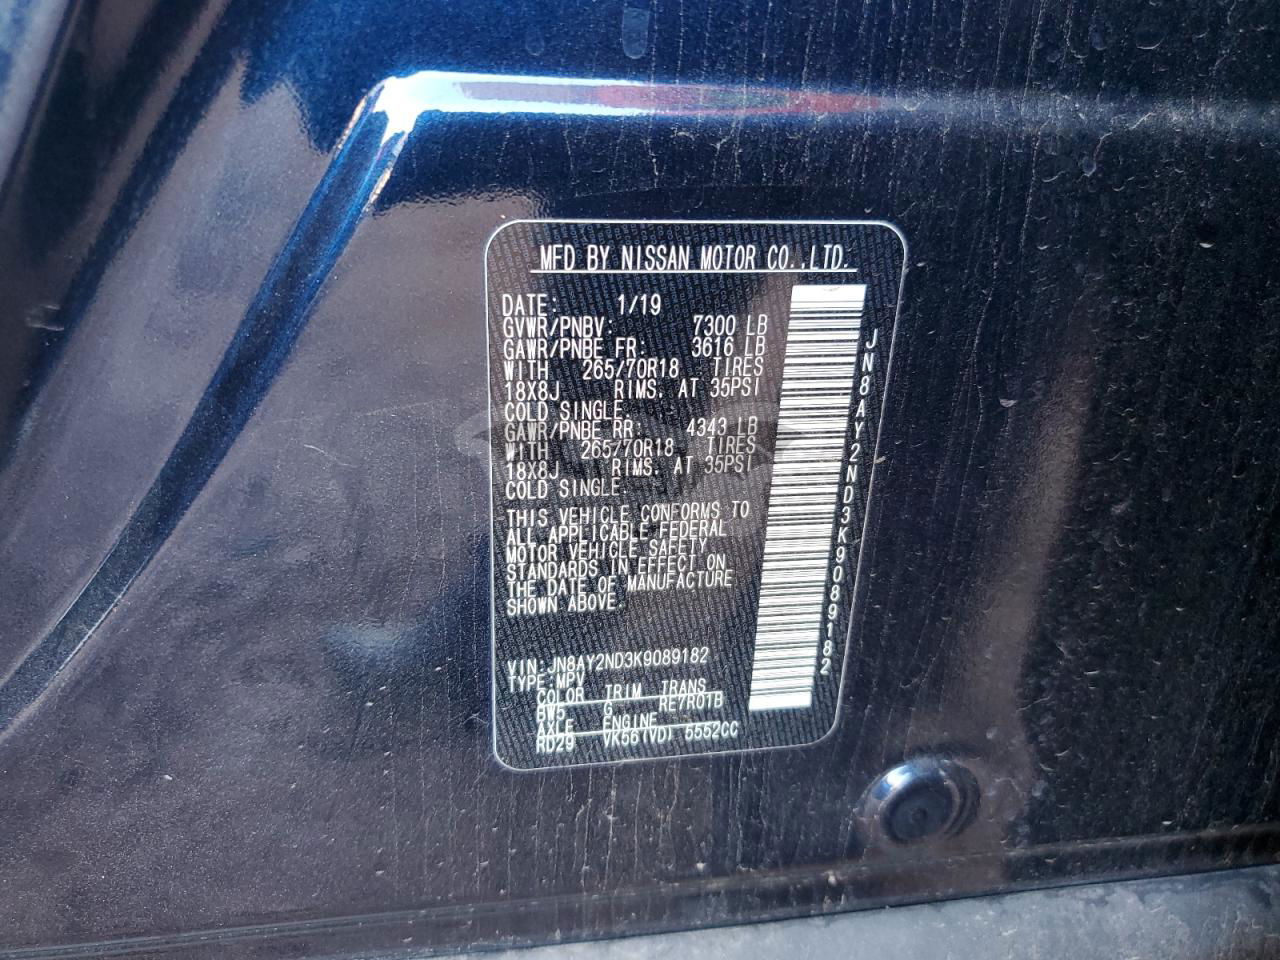 MFD BY NISSAN MOTOR CO.,LTD.
DATE: 1/19
GVWR/PNBV: 7300 LB
GAWR/PNBE FR: 3616 LB
WITH 265/70R18 TIRES
18X8J RIMS. AT 35PSI
COLD SINGLE.
GAWR/PNBE RR: 4343 LB
WITH 265/70R18 TIRES
18X8J RIMS. AT 35PSI
COLD SINGLE.
THIS VEHICLE CONFORMS TO
ALL APPLICABLE FEDERAL
MOTOR VEHICLE SAFETY
STANDARDS IN EFFECT ON
THE DATE OF MANUFACTURE
SHOWN ABOVE.
VIN:JN8AY2ND3K9089182
TYPE:MPV
COLOR TRIM TRANS
BW5 G RE7R01B
AXLE ENGINE
RD29 VK56(VD) 5552CC
JN8AY2ND3K9089182